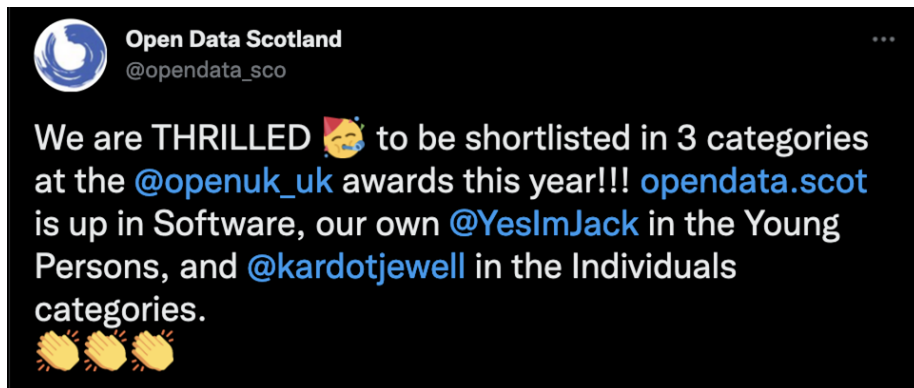 Open Data Scotland
@opendata_sco
We are THRILLED 🥳 to be shortlisted in 3 categories
at the @openuk_uk awards this year!!! opendata.scot
is up in Software, our own @YesImJack in the Young
Persons, and @kardotjewell in the Individuals
categories.
👏👏👏